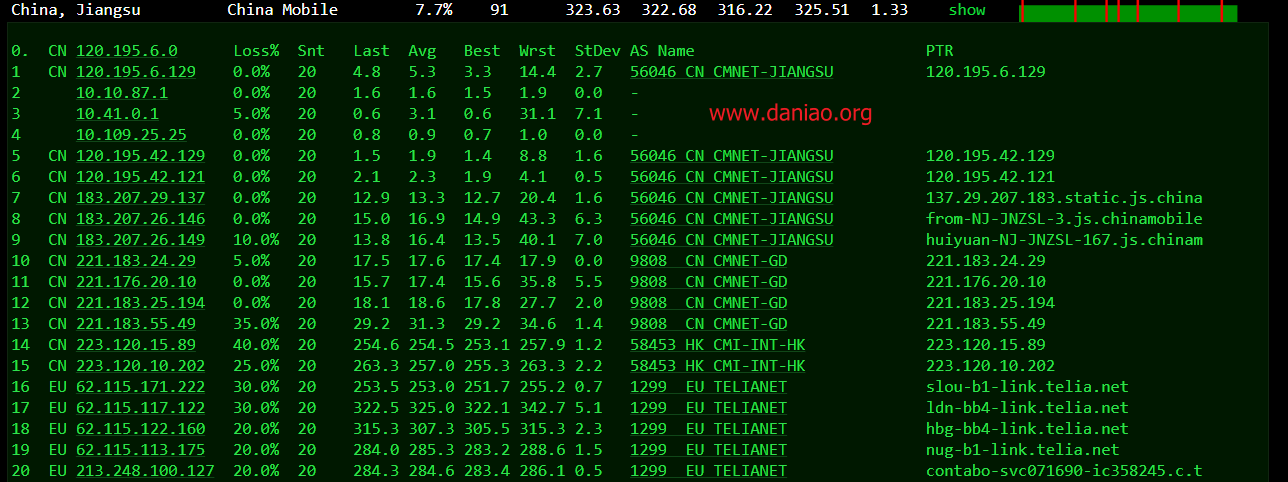 China, Jiangsu China Mobile 7.7% 91 323.63 322.68 316.22 325.51 1.33 show
0. CN 120.195.6.0 Loss% Snt Last Avg Best Wrst StDev AS Name PTR
1 CN 120.195.6.129 0.0% 20 4.8 5.3 3.3 14.4 2.7 56046 CN CMNET-JIANGSU 120.195.6.129
2 10.10.87.1 0.0% 20 1.6 1.6 1.5 1.9 0.0 -
3 10.41.0.1 5.0% 20 0.6 3.1 0.6 31.1 7.1 -
www.daniao.org
4 10.109.25.25 0.0% 20 0.8 0.9 0.7 1.0 0.0 -
5 CN 120.195.42.129 0.0% 20 1.5 1.9 1.4 8.8 1.6 56046 CN CMNET-JIANGSU 120.195.42.129
6 CN 120.195.42.121 0.0% 20 2.1 2.3 1.9 4.1 0.5 56046 CN CMNET-JIANGSU 120.195.42.121
7 CN 183.207.29.137 0.0% 20 12.9 13.3 12.7 20.4 1.6 56046 CN CMNET-JIANGSU 137.29.207.183.static.js.china
8 CN 183.207.26.146 0.0% 20 15.0 16.9 14.9 43.3 6.3 56046 CN CMNET-JIANGSU from-NJ-JNZSL-3.js.chinamobile
9 CN 183.207.26.149 10.0% 20 13.8 16.4 13.5 40.1 7.0 56046 CN CMNET-JIANGSU huiyuan-NJ-JNZSL-167.js.chinam
10 CN 221.183.24.29 5.0% 20 17.5 17.6 17.4 17.9 0.0 9808 CN CMNET-GD 221.183.24.29
11 CN 221.176.20.10 0.0% 20 15.7 17.4 15.6 35.8 5.5 9808 CN CMNET-GD 221.176.20.10
12 CN 221.183.25.194 0.0% 20 18.1 18.6 17.8 27.7 2.0 9808 CN CMNET-GD 221.183.25.194
13 CN 221.183.55.49 35.0% 20 29.2 31.3 29.2 34.6 1.4 9808 CN CMNET-GD 221.183.55.49
14 CN 223.120.15.89 40.0% 20 254.6 254.5 253.1 257.9 1.2 58453 HK CMI-INT-HK 223.120.15.89
15 CN 223.120.10.202 25.0% 20 263.3 257.0 255.3 263.3 2.2 58453 HK CMI-INT-HK 223.120.10.202
16 EU 62.115.171.222 30.0% 20 253.5 253.0 251.7 255.2 0.7 1299 EU TELIANET slou-b1-link.telia.net
17 EU 62.115.117.122 30.0% 20 322.5 325.0 322.1 342.7 5.1 1299 EU TELIANET ldn-bb4-link.telia.net
18 EU 62.115.122.160 20.0% 20 315.3 307.3 305.5 315.3 2.3 1299 EU TELIANET hbg-bb4-link.telia.net
19 EU 62.115.113.175 20.0% 20 284.0 285.3 283.2 288.6 1.5 1299 EU TELIANET nug-b1-link.telia.net
20 EU 213.248.100.127 20.0% 20 284.3 284.6 283.4 286.1 0.5 1299 EU TELIANET contabo-svc071690-ic358245.c.t